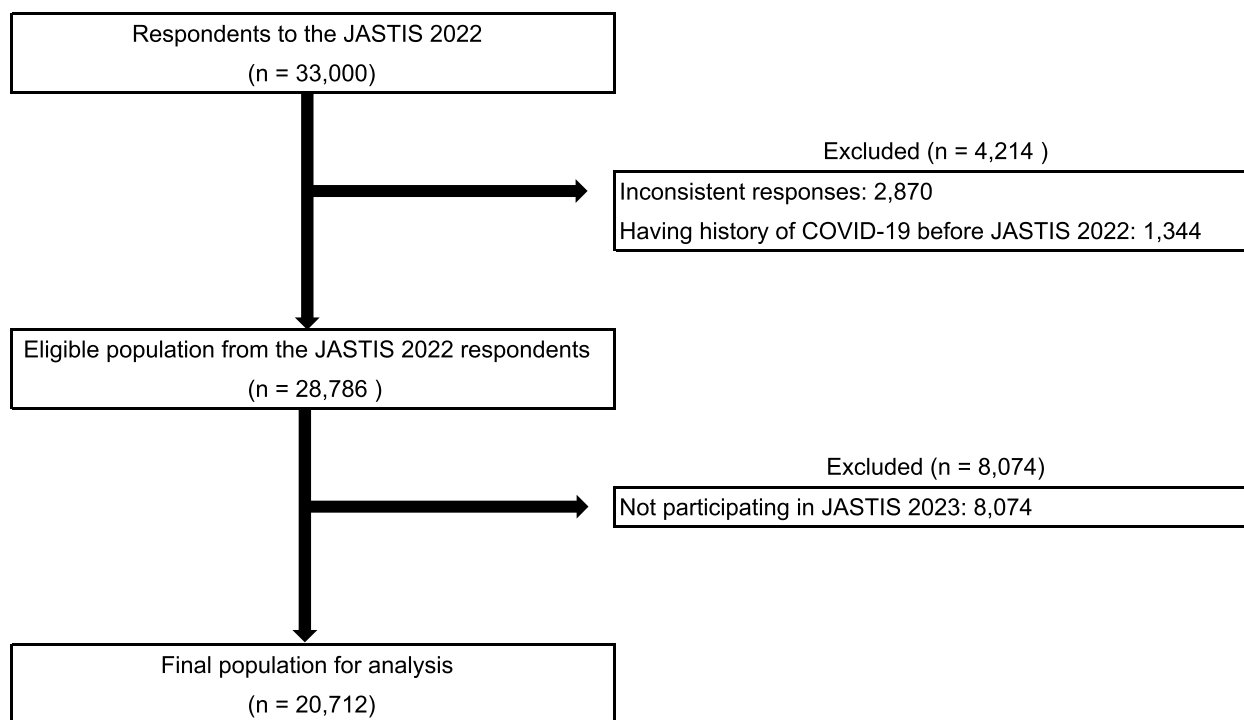 Respondents to the JASTIS 2022
(n = 33,000)
Excluded (n = 4,214 )
Inconsistent responses: 2,870
Having history of COVID-19 before JASTIS 2022: 1,344
Eligible population from the JASTIS 2022 respondents
(n = 28,786 )
Excluded (n = 8,074)
Not participating in JASTIS 2023: 8,074
Final population for analysis
(n = 20,712)